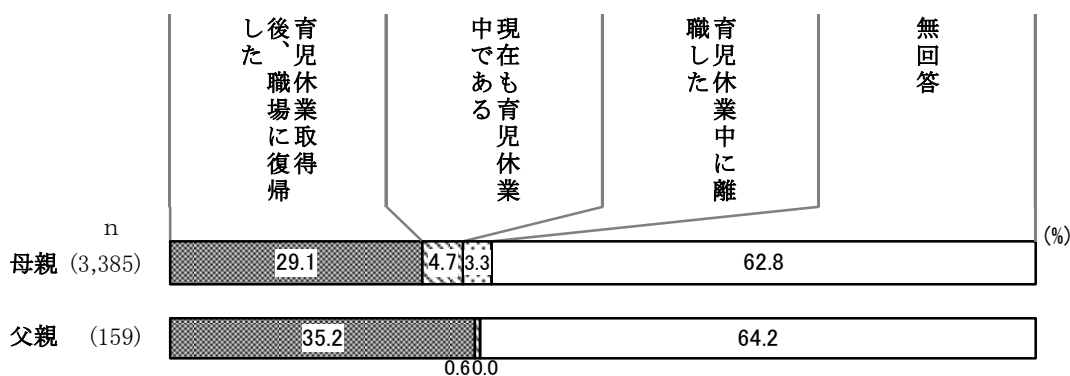 育児休業取得
後、職場に復帰
した
現在も育児休業
中である
育児休業中に離
職した
無回答
n
(%)
母親 (3,385)
29.1
4.7
3.3
62.8
父親 (159)
35.2
0.6
0.0
64.2